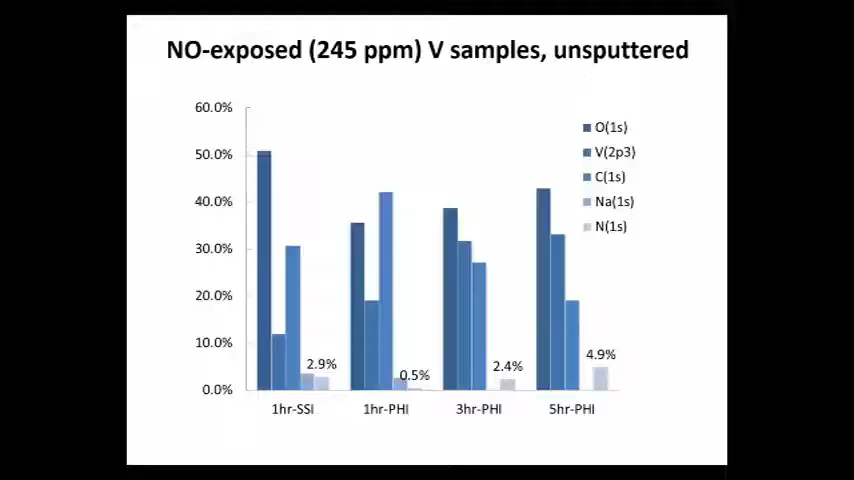 NO-exposed (245 ppm) V samples, unsputtered
60.0%
50.0%
40.0%
30.0%
20.0%
10.0%
0.0%
O(1s)
V(2p3)
C(1s)
Na(1s)
N(1s)
2.9%
0.5%
2.4%
4.9%
1hr-SSI
1hr-PHI
3hr-PHI
5hr-PHI